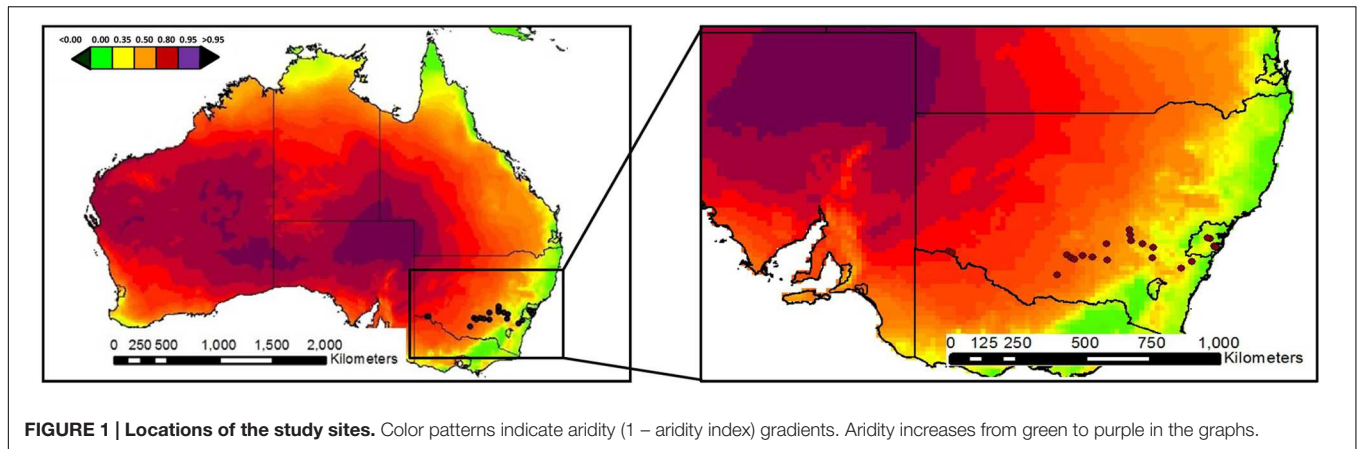 <0.00 0.00 0.35 0.50 0.80 0.95 >0.95
0 250 500 1,000 1,500 2,000
Kilometers
0 125 250 500 750 1,000
Kilometers
FIGURE 1 | Locations of the study sites. Color patterns indicate aridity (1 – aridity index) gradients. Aridity increases from green to purple in the graphs.